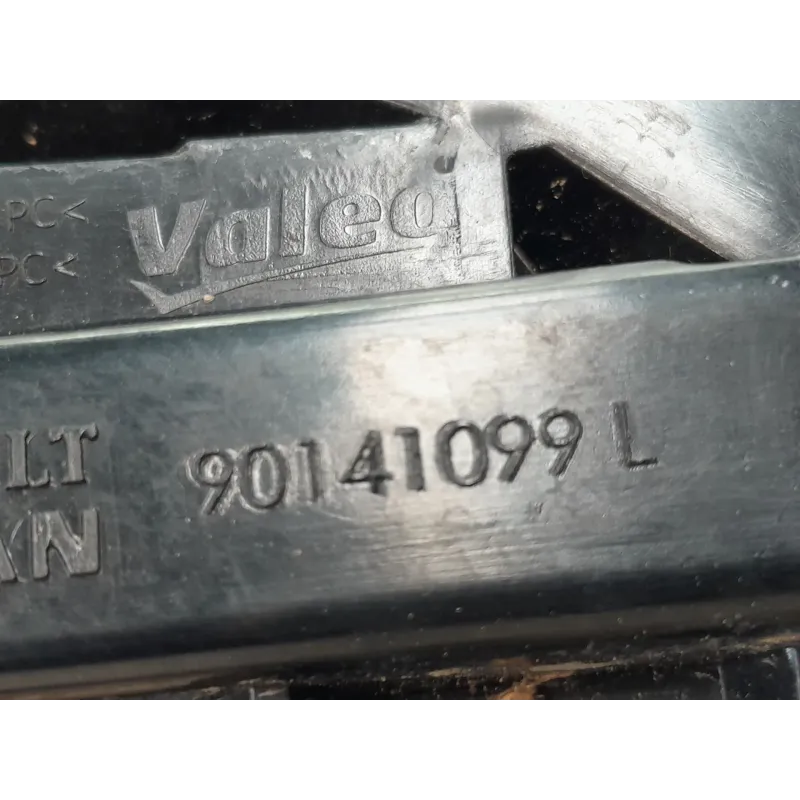 PC<
PC<
Valeo
LT 90141099 L
AN